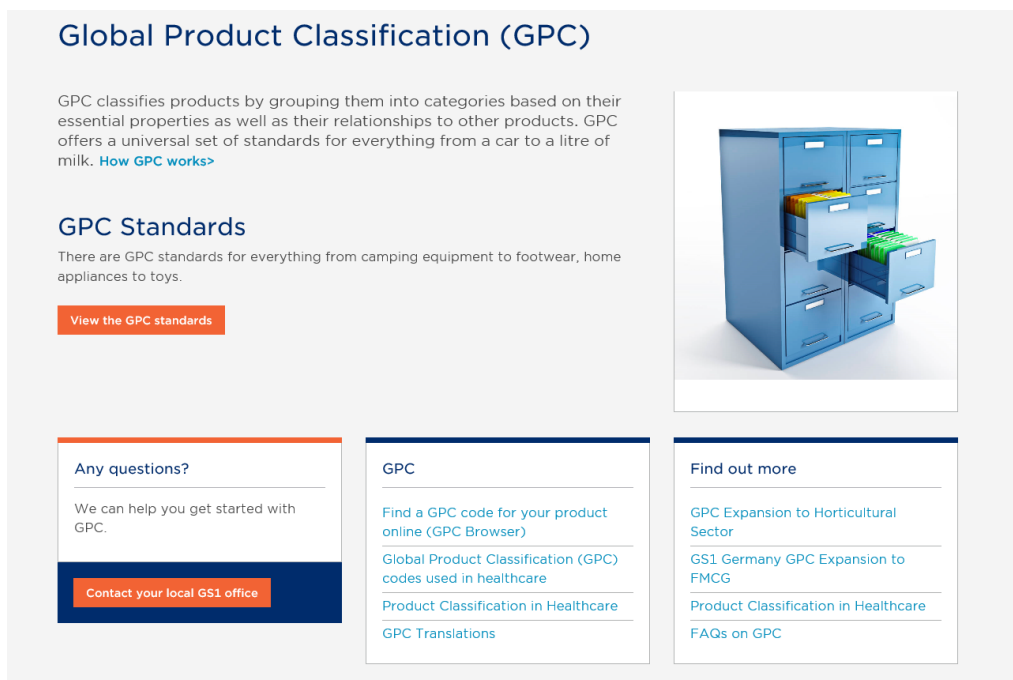 Global Product Classification (GPC)
GPC classifies products by grouping them into categories based on their
essential properties as well as their relationships to other products. GPC
offers a universal set of standards for everything from a car to a litre of
milk. How GPC works>
GPC Standards
There are GPC standards for everything from camping equipment to footwear, home
appliances to toys.
View the GPC standards
Any questions?
We can help you get started with
GPC.
Contact your local GS1 office
GPC
Find a GPC code for your product
online (GPC Browser)
Global Product Classification (GPC)
codes used in healthcare
Product Classification in Healthcare
GPC Translations
Find out more
GPC Expansion to Horticultural
Sector
GS1 Germany GPC Expansion to
FMCG
Product Classification in Healthcare
FAQs on GPC